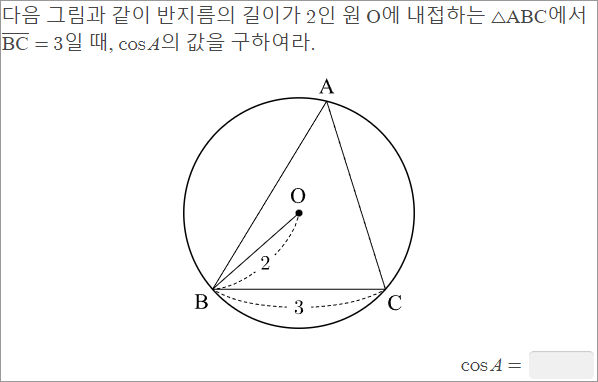 다음 그림과 같이 반지름의 길이가 2인 원 O에 내접하는 △ABC에서
BC = 3일 때, cosA의 값을 구하여라.
A
O
2
B
3
C
cosA =